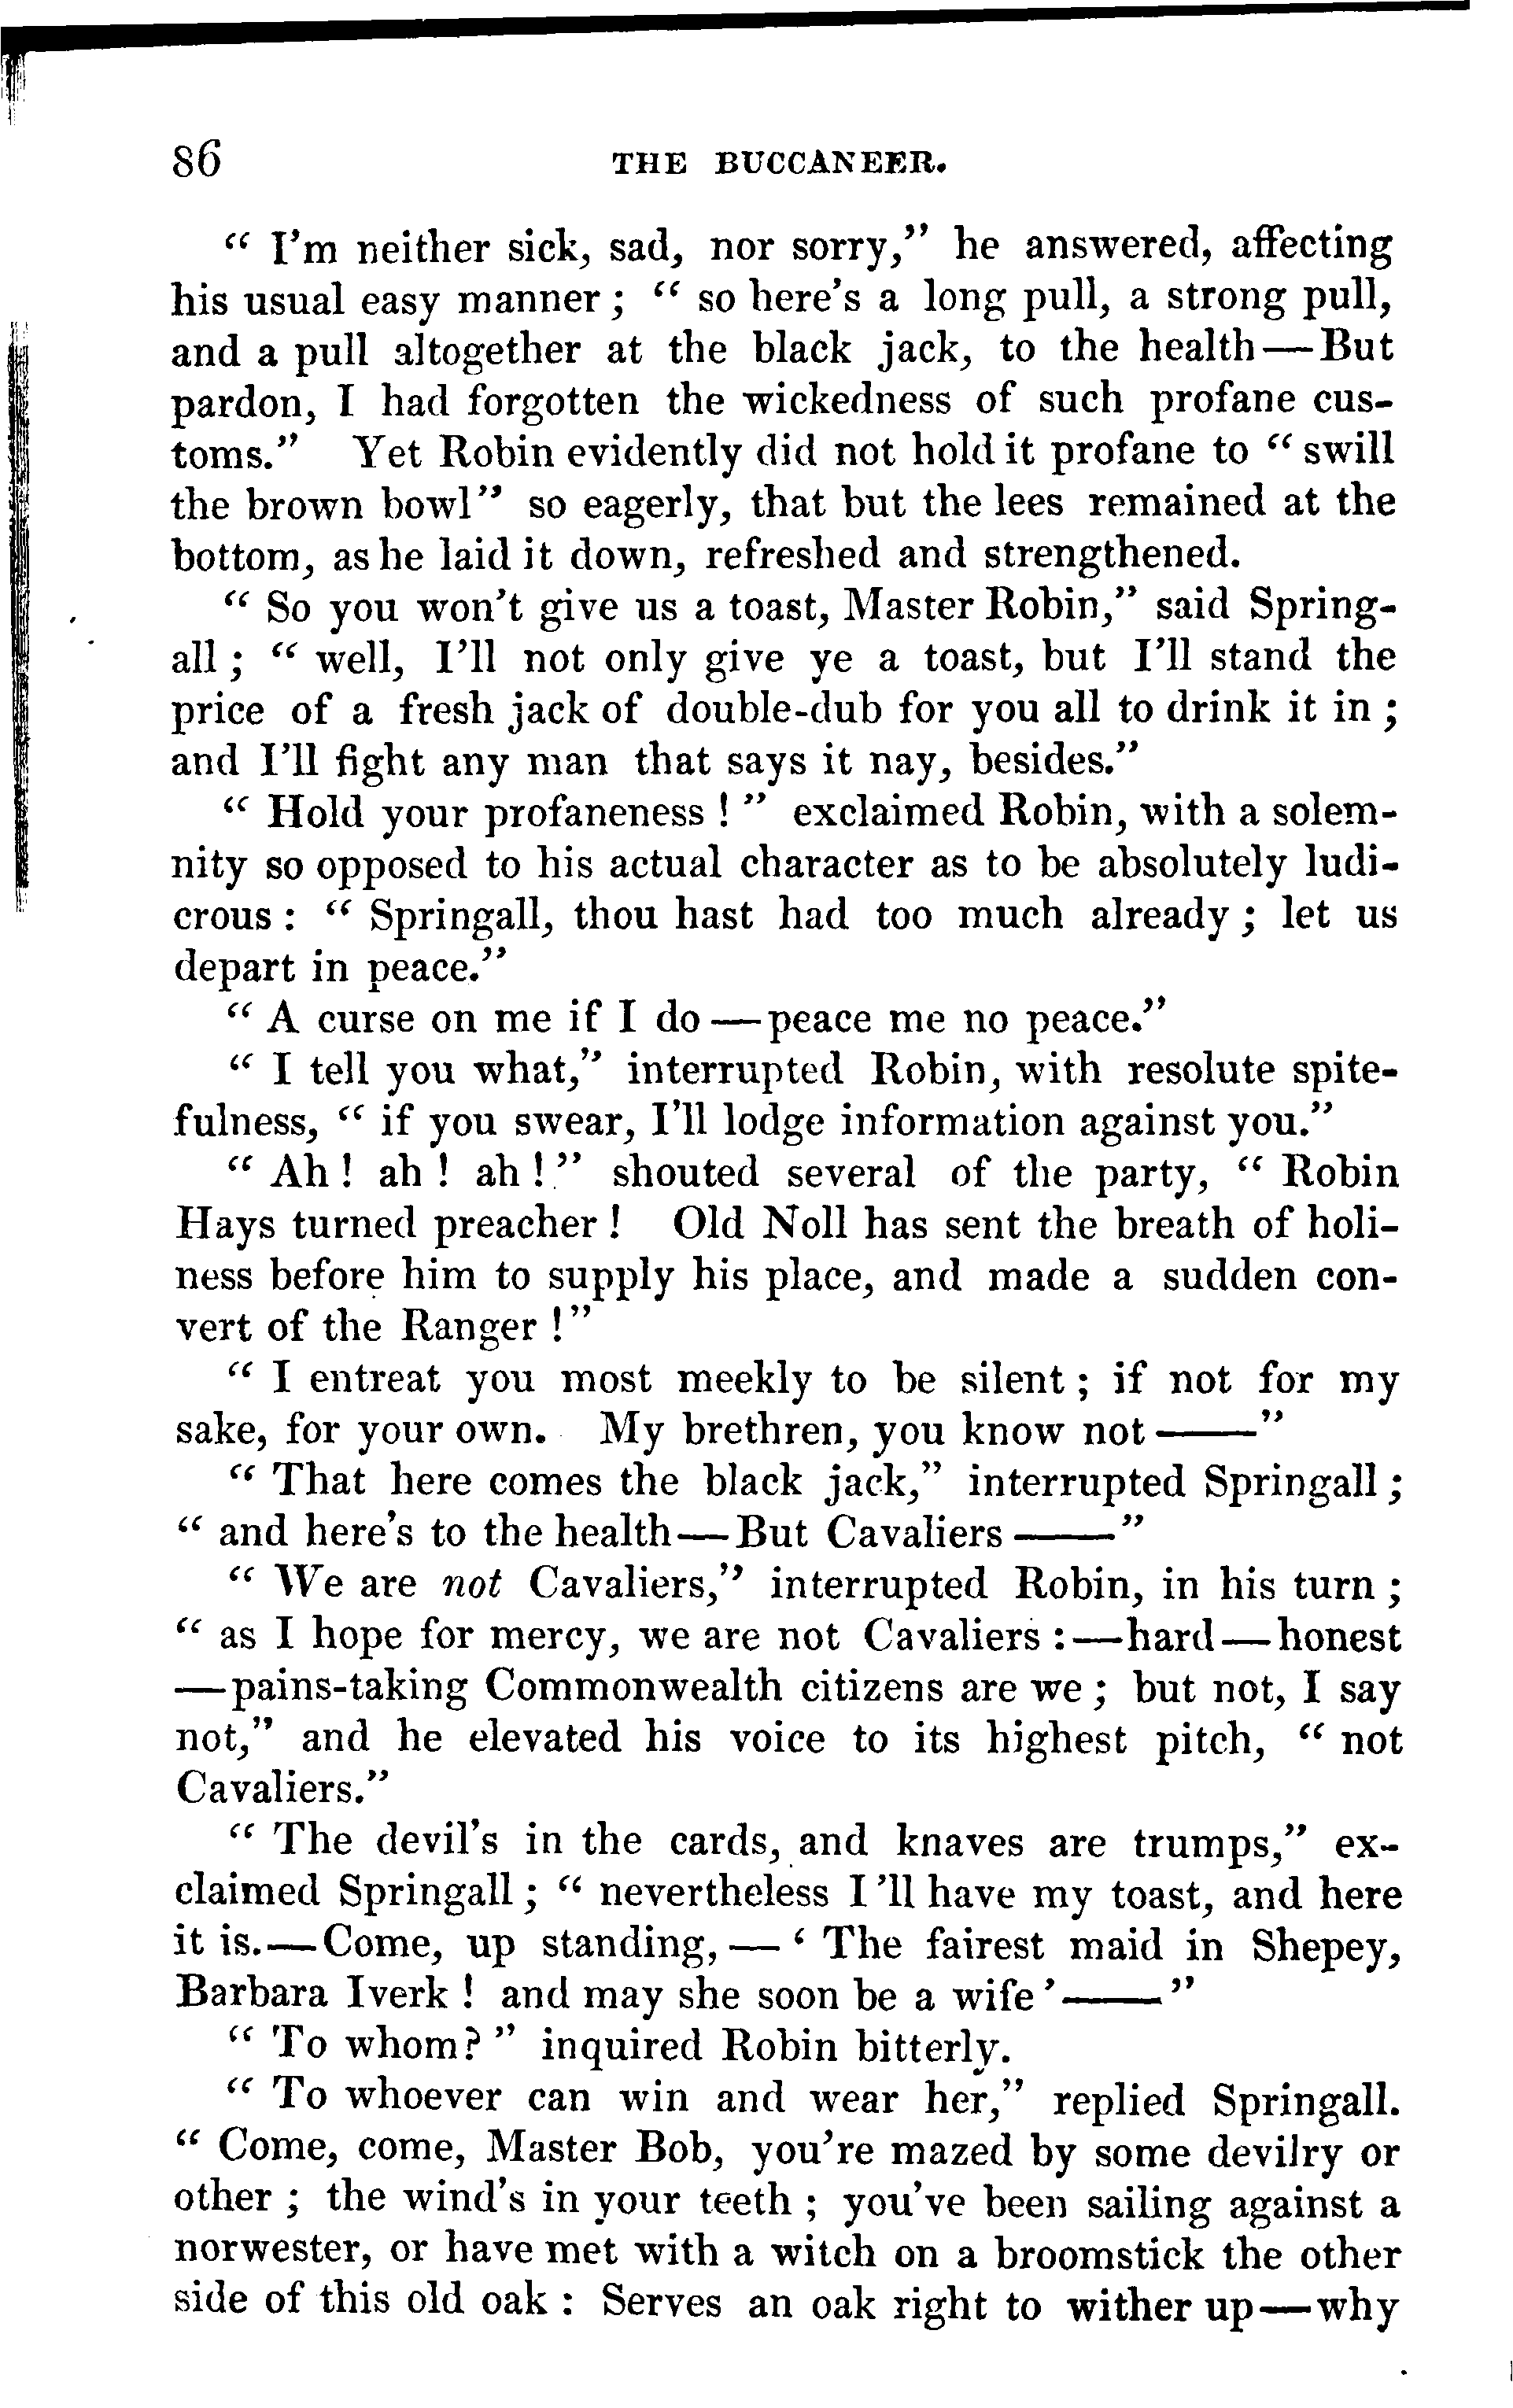 86 THE BUCCANEER.
" I'm neither sick, sad, nor sorry," he answered, affecting
his usual easy manner ; " so here's a long pull, a strong pull,
and a pull altogether at the black jack, to the health—But
pardon, I had forgotten the wickedness of such profane cus-
toms." Yet Robin evidently did not hold it profane to " swill
the brown bowl" so eagerly, that but the lees remained at the
bottom, as he laid it down, refreshed and strengthened.
" So you won't give us a toast, Master Robin," said Spring-
all ; " well, I'll not only give ye a toast, but I'll stand the
price of a fresh jack of double-dub for you all to drink it in ;
and I'll fight any man that says it nay, besides."
" Hold your profaneness ! " exclaimed Robin, with a solem-
nity so opposed to his actual character as to be absolutely ludi-
crous : " Springall, thou hast had too much already ; let us
depart in peace."
" A curse on me if I do — peace me no peace."
" I tell you what," interrupted Robin, with resolute spite-
fulness, " if you swear, I'll lodge information against you."
" Ah ! ah ! ah ! " shouted several of the party, " Robin
Hays turned preacher ! Old Noll has sent the breath of holi-
ness before him to supply his place, and made a sudden con-
vert of the Ranger ! "
" I entreat you most meekly to be silent ; if not for my
sake, for your own. My brethren, you know not ——"
" That here comes the black jack," interrupted Springall ;
" and here's to the health—But Cavaliers ——"
" We are not Cavaliers," interrupted Robin, in his turn ;
" as I hope for mercy, we are not Cavaliers :—hard—honest
—pains-taking Commonwealth citizens are we ; but not, I say
not," and he elevated his voice to its highest pitch, " not
Cavaliers."
" The devil's in the cards, and knaves are trumps," ex-
claimed Springall ; " nevertheless I 'll have my toast, and here
it is.—Come, up standing, — ' The fairest maid in Shepey,
Barbara Iverk ! and may she soon be a wife '——"
" To whom? " inquired Robin bitterly.
" To whoever can win and wear her," replied Springall.
" Come, come, Master Bob, you're mazed by some devilry or
other ; the wind's in your teeth ; you've been sailing against a
norwester, or have met with a witch on a broomstick the other
side of this old oak : Serves an oak right to wither up—why